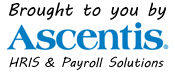 Brought to you by
Ascentis®
HRIS & Payroll Solutions